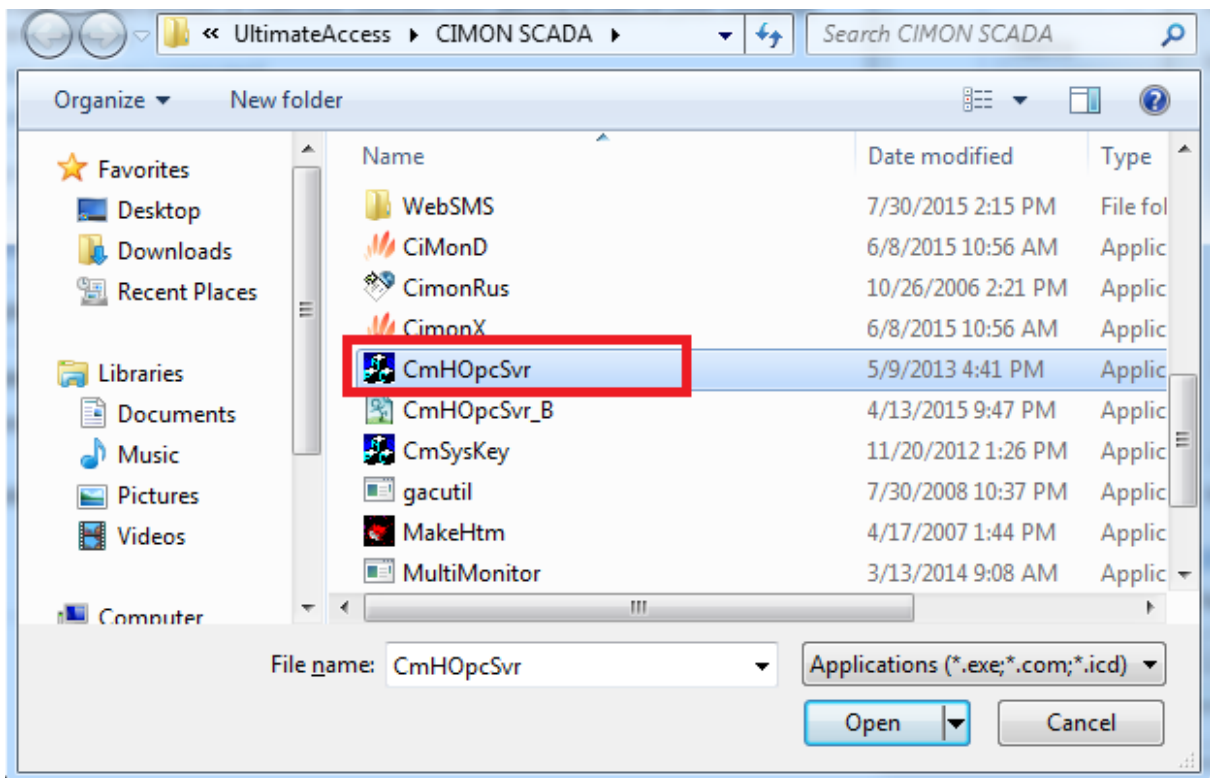 « UltimateAccess ▸ CIMON SCADA ▸ Search CIMON SCADA
Organize ▾ New folder
Name Date modified Type
Favorites
Desktop
Downloads
Recent Places
Libraries
Documents
Music
Pictures
Videos
Computer
WebSMS 7/30/2015 2:15 PM File fol
CiMonD 6/8/2015 10:56 AM Applic
CimonRus 10/26/2006 2:21 PM Applic
CimonX 6/8/2015 10:56 AM Applic
CmHOpcSvr 5/9/2013 4:41 PM Applic
CmHOpcSvr_B 4/13/2015 9:47 PM Applic
CmSysKey 11/20/2012 1:26 PM Applic
gacutil 7/30/2008 10:37 PM Applic
MakeHtm 4/17/2007 1:44 PM Applic
MultiMonitor 3/13/2014 9:08 AM Applic
File name: CmHOpcSvr Applications (*.exe;*.com;*.icd)
Open Cancel